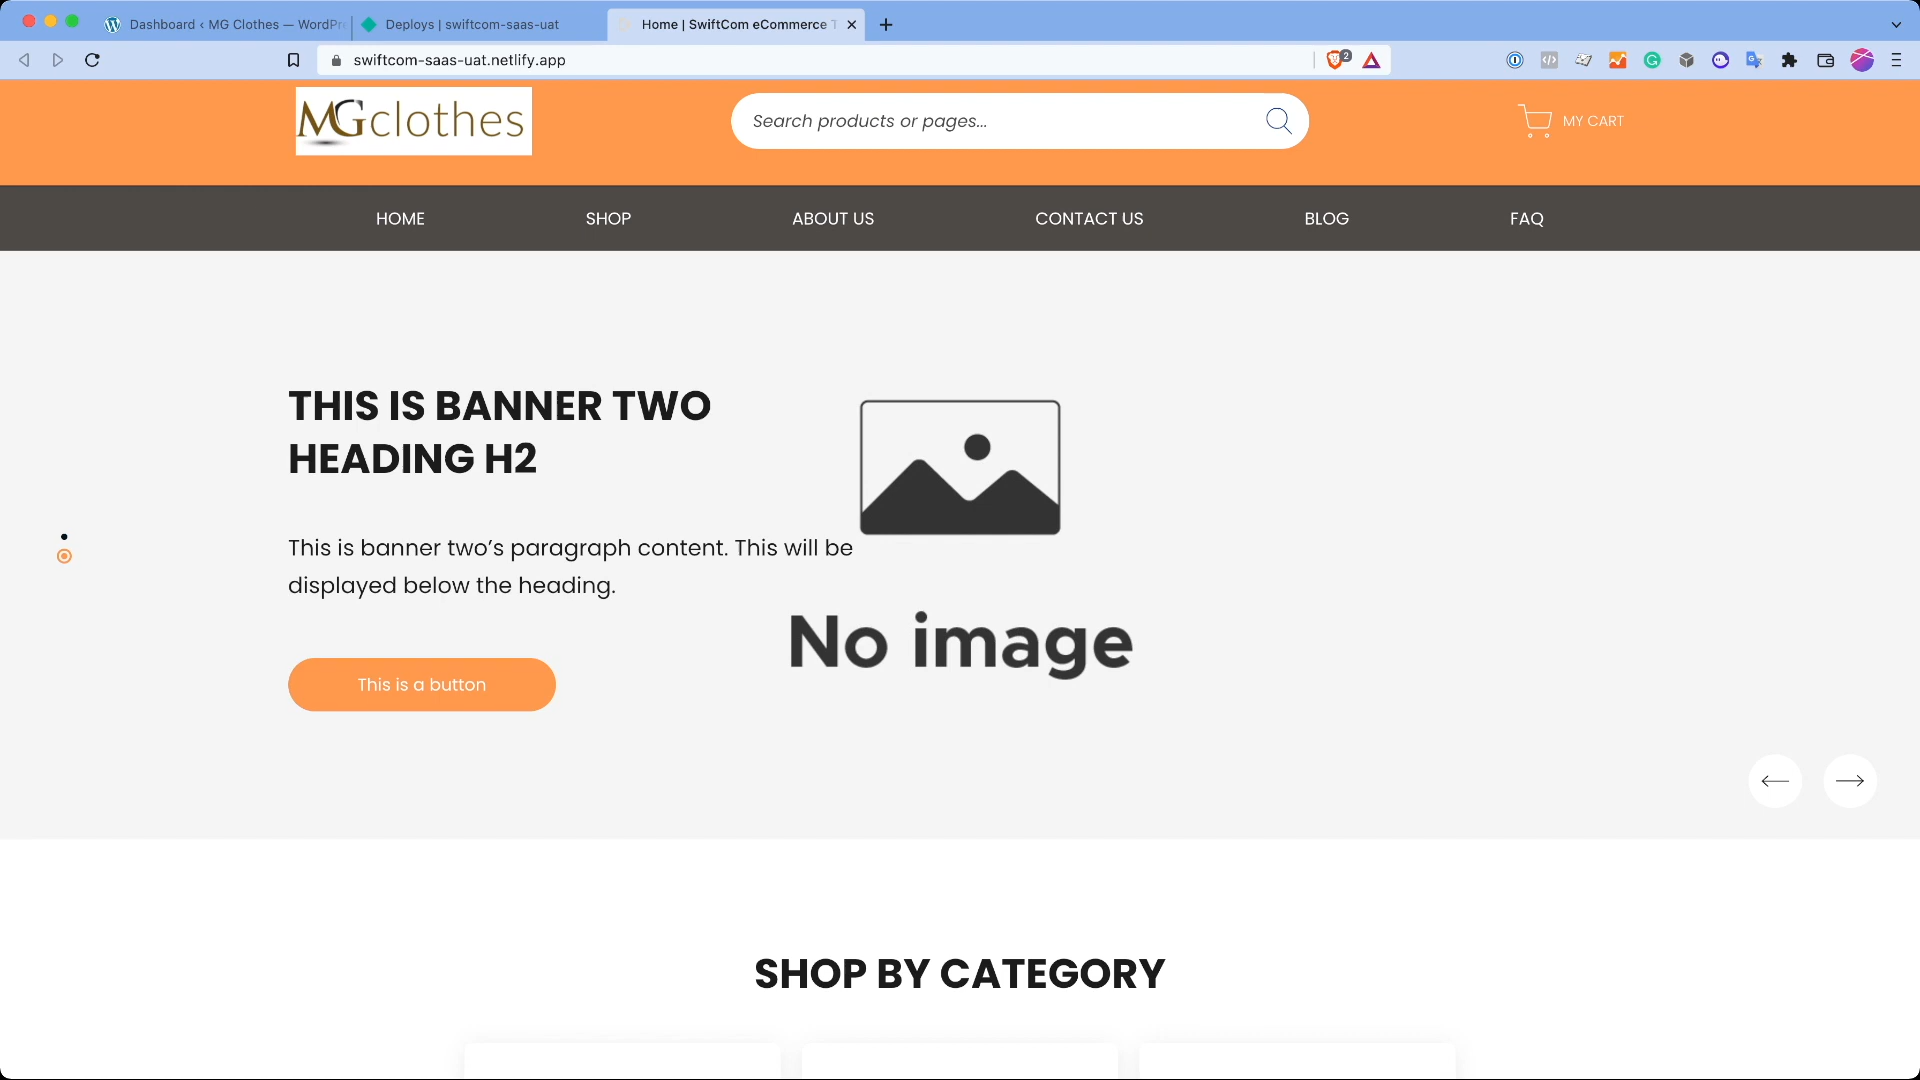 Dashboard ‹ MG Clothes — WordPr
Deploys | swiftcom-saas-uat
Home | SwiftCom eCommerce T
swiftcom-saas-uat.netlify.app
2
MGclothes
Search products or pages...
MY CART
HOME
SHOP
ABOUT US
CONTACT US
BLOG
FAQ
THIS IS BANNER TWO
HEADING H2
This is banner two’s paragraph content. This will be
displayed below the heading.
This is a button
No image
SHOP BY CATEGORY